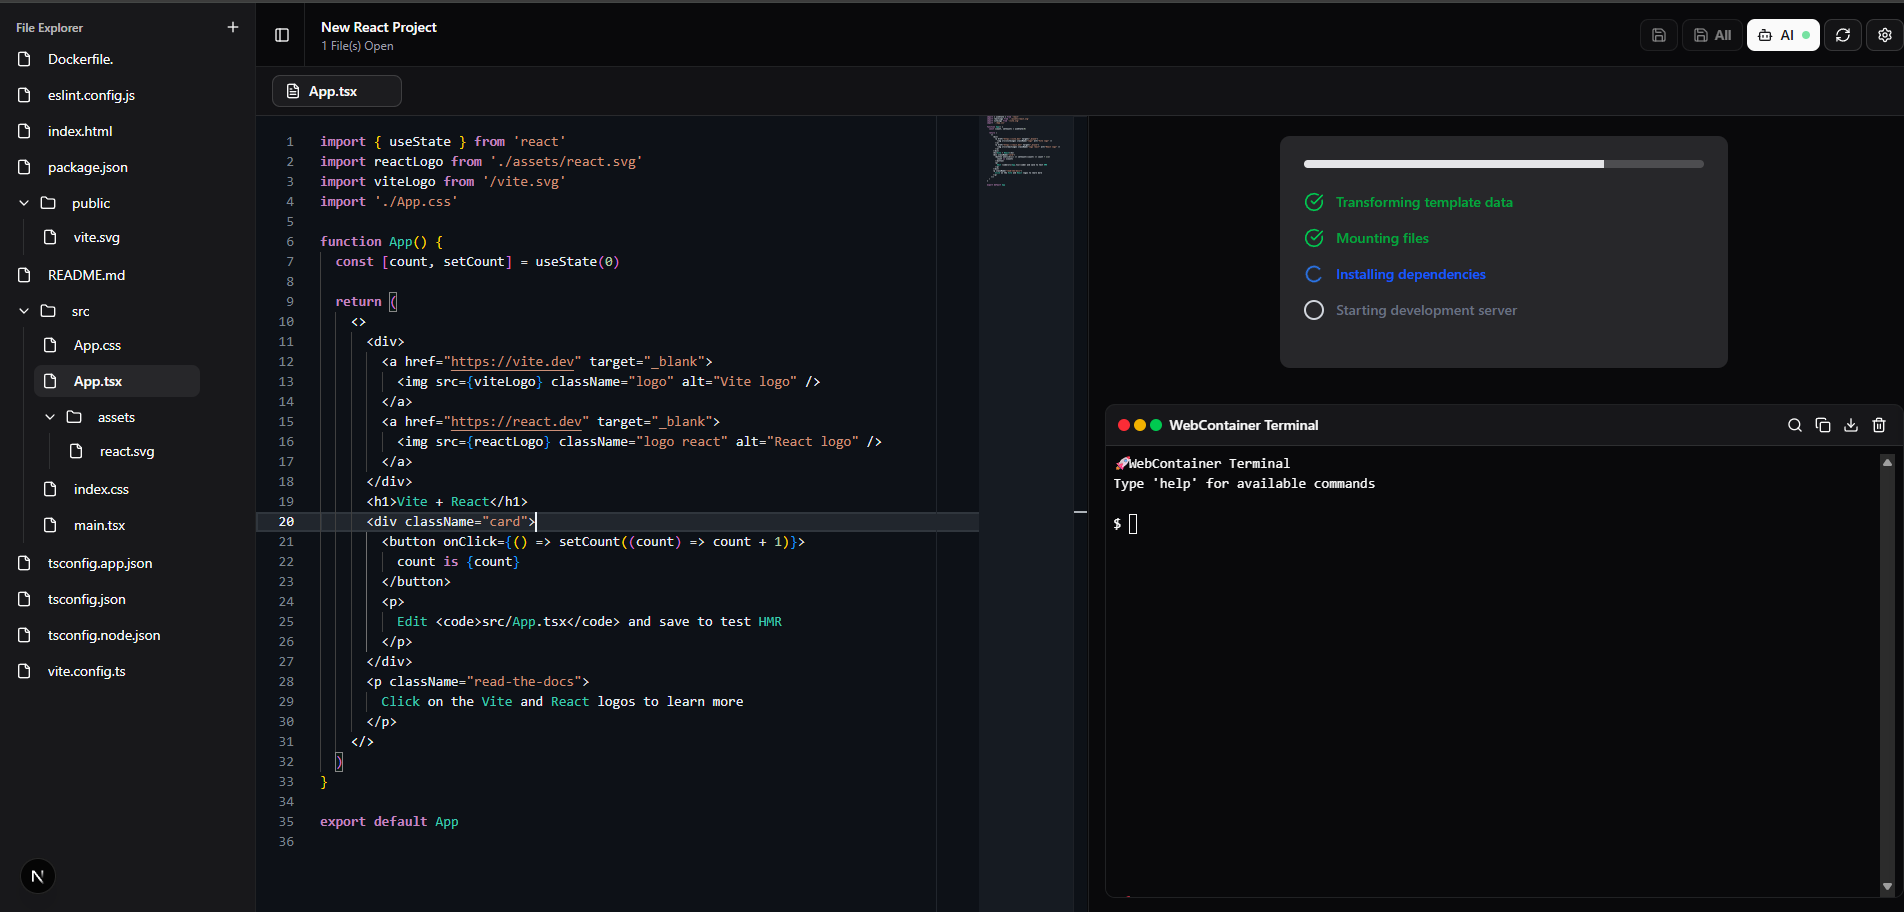 File Explorer
Dockerfile.
eslint.config.js
index.html
package.json
public
vite.svg
README.md
src
App.css
App.tsx
assets
react.svg
index.css
main.tsx
tsconfig.app.json
tsconfig.json
tsconfig.node.json
vite.config.ts
N
New React Project
1 File(s) Open
All
AI
App.tsx
1 import { useState } from 'react'
2 import reactLogo from './assets/react.svg'
3 import viteLogo from '/vite.svg'
4 import './App.css'
5
6 function App() {
7 const [count, setCount] = useState(0)
8
9 return (
10 <>
11 <div>
12 <a href="https://vite.dev" target="_blank">
13 <img src={viteLogo} className="logo" alt="Vite logo" />
14 </a>
15 <a href="https://react.dev" target="_blank">
16 <img src={reactLogo} className="logo react" alt="React logo" />
17 </a>
18 </div>
19 <h1>Vite + React</h1>
20 <div className="card">
21 <button onClick={() => setCount((count) => count + 1)}>
22 count is {count}
23 </button>
24 <p>
25 Edit <code>src/App.tsx</code> and save to test HMR
26 </p>
27 </div>
28 <p className="read-the-docs">
29 Click on the Vite and React logos to learn more
30 </p>
31 </>
32 )
33 }
34
35 export default App
36
Transforming template data
Mounting files
Installing dependencies
Starting development server
WebContainer Terminal
🚀WebContainer Terminal
Type 'help' for available commands
$